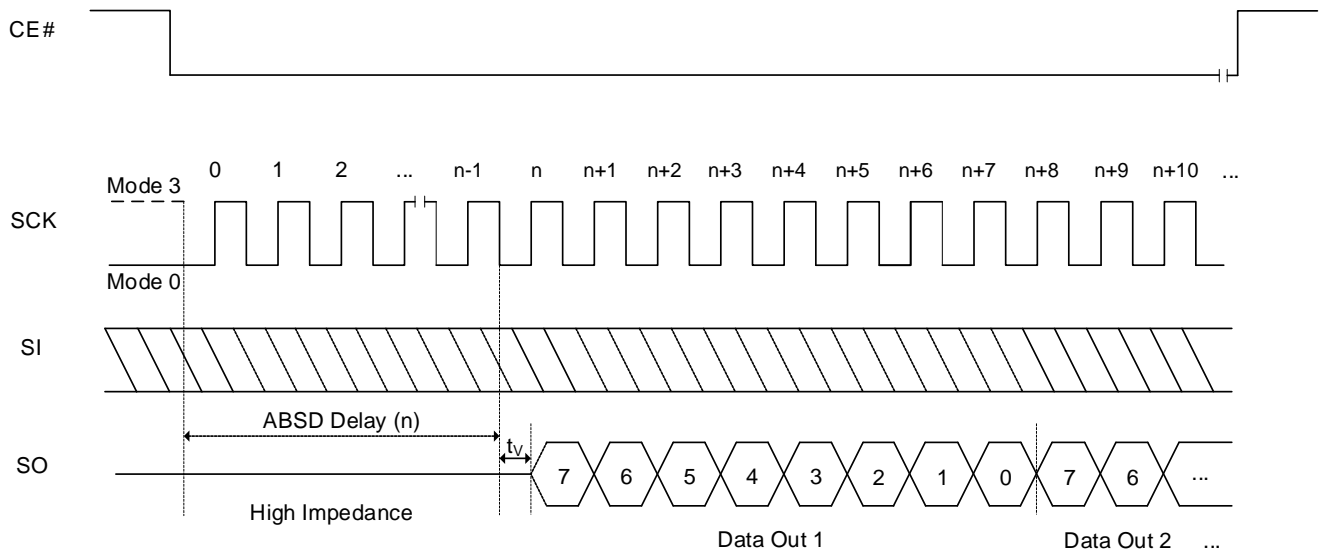 CE#
0 1 2 ... n-1 n n+1 n+2 n+3 n+4 n+5 n+6 n+7 n+8 n+9 n+10 ...
Mode 3
SCK
Mode 0
SI
ABSD Delay (n)
tV
SO
7 6 5 4 3 2 1 0 7 6 ...
High Impedance
Data Out 1 Data Out 2 ...